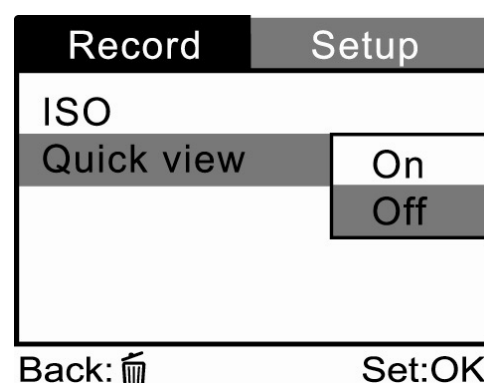 Record Setup
ISO
Quick view On
Off
Back: Set:OK